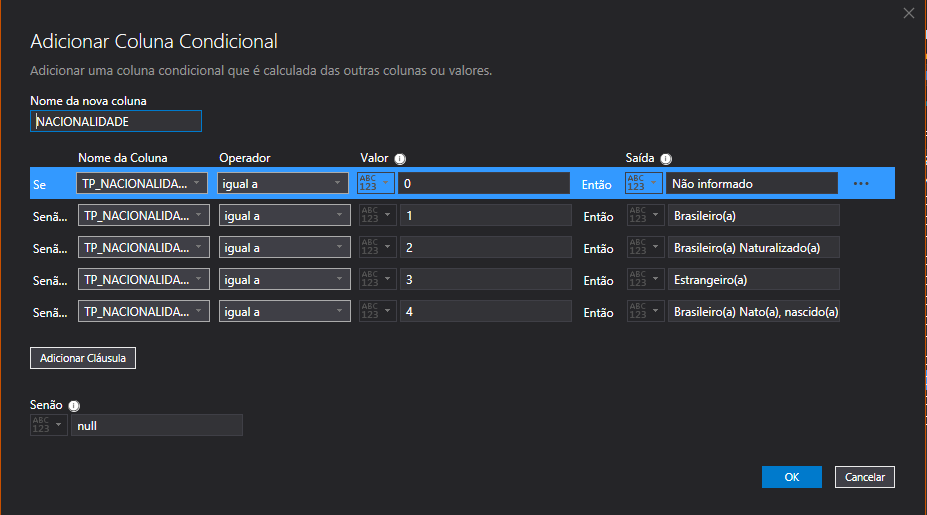 Adicionar Coluna Condicional
Adicionar uma coluna condicional que é calculada das outras colunas ou valores.
Nome da nova coluna
NACIONALIDADE
Nome da Coluna Operador Valor Saída
Se TP_NACIONALIDA... igual a ABC 123 0 Então ABC 123 Não informado ...
Senã... TP_NACIONALIDA... igual a ABC 123 1 Então ABC 123 Brasileiro(a)
Senã... TP_NACIONALIDA... igual a ABC 123 2 Então ABC 123 Brasileiro(a) Naturalizado(a)
Senã... TP_NACIONALIDA... igual a ABC 123 3 Então ABC 123 Estrangeiro(a)
Senã... TP_NACIONALIDA... igual a ABC 123 4 Então ABC 123 Brasileiro(a) Nato(a), nascido(a)
Adicionar Cláusula
Senão
ABC 123 null
OK Cancelar